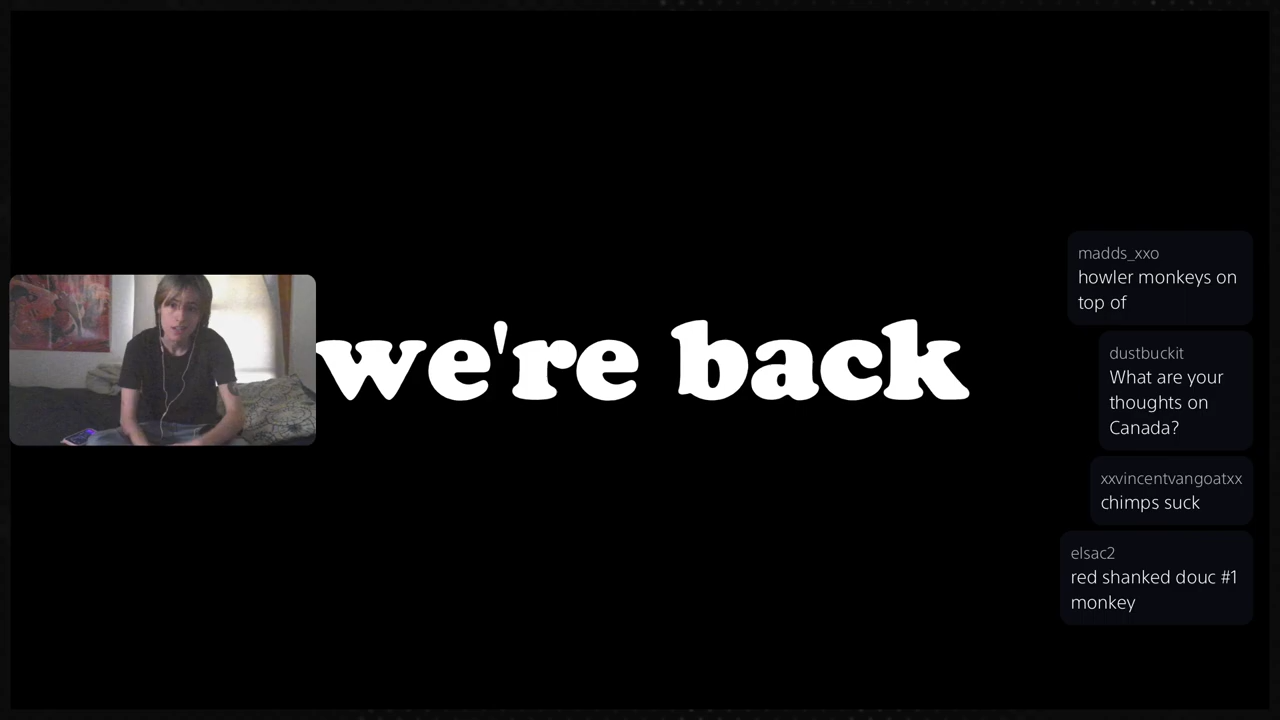 we're back
madds_xxo
howler monkeys on
top of
dustbuckit
What are your
thoughts on
Canada?
xxvincentvangoatxx
chimps suck
elsac2
red shanked douc #1
monkey